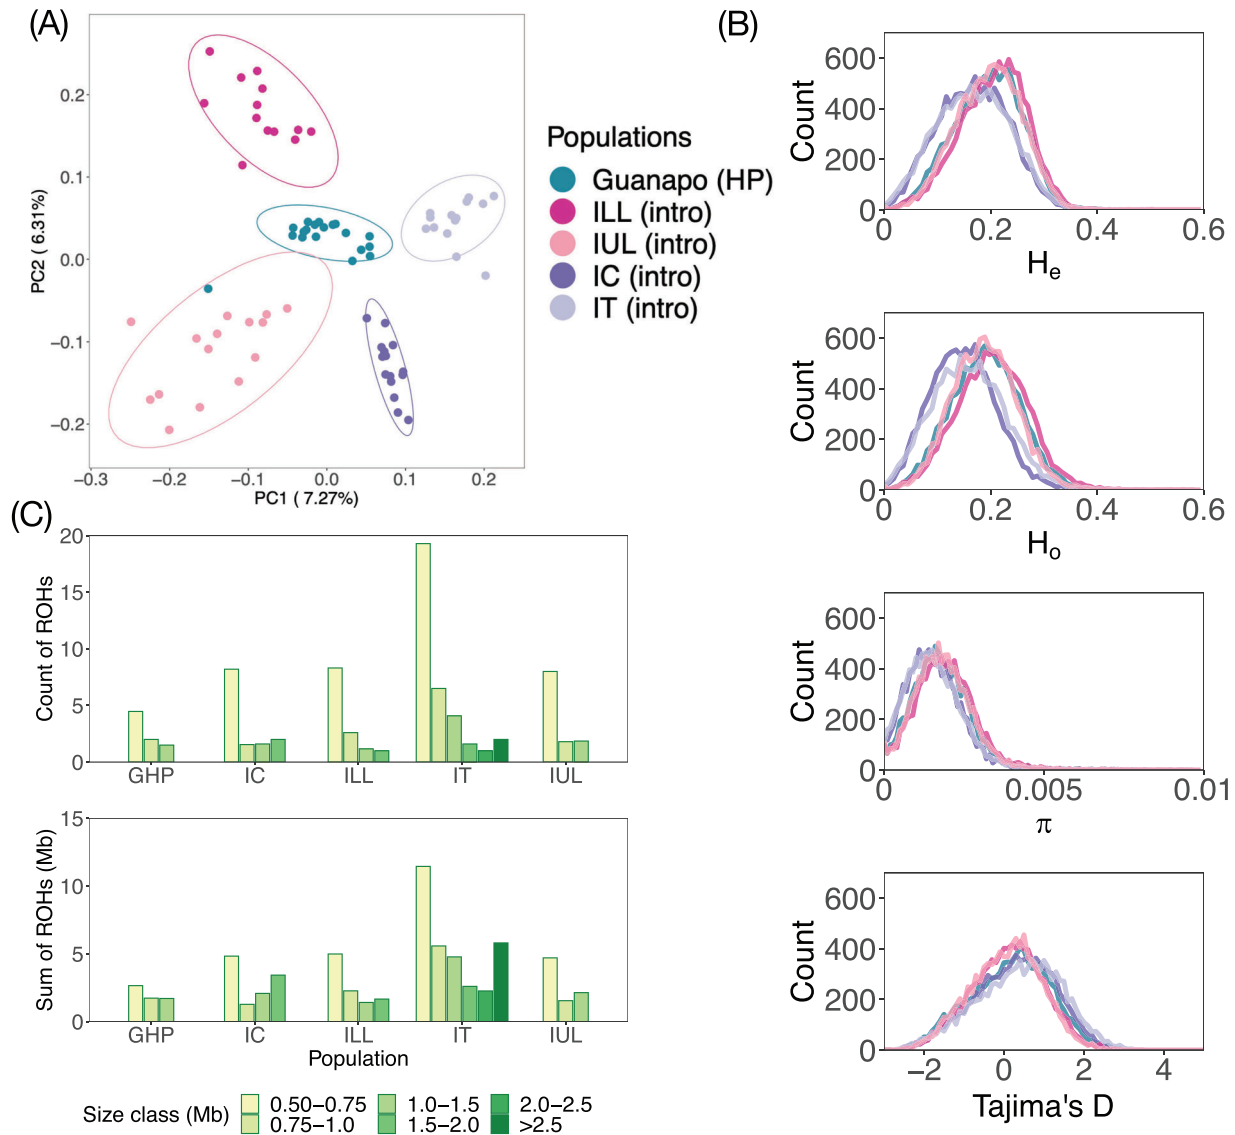 (A)
PC2 ( 6.31%)
0.2
0.1
0.0
−0.1
−0.2
−0.3
−0.2
−0.1
0.0
0.1
0.2
PC1 ( 7.27%)
Populations
Guanapo (HP)
ILL (intro)
IUL (intro)
IC (intro)
IT (intro)
(B)
Count
600
400
200
0
0
0.2
0.4
0.6
He
Count
600
400
200
0
0
0.2
0.4
0.6
Ho
Count
600
400
200
0
0
0.005
0.01
π
Count
600
400
200
0
−2
0
2
4
Tajima's D
(C)
Count of ROHs
20
15
10
5
0
GHP
IC
ILL
IT
IUL
Sum of ROHs (Mb)
15
10
5
0
GHP
IC
ILL
IT
IUL
Population
Size class (Mb)
0.50−0.75
0.75−1.0
1.0−1.5
1.5−2.0
2.0−2.5
>2.5